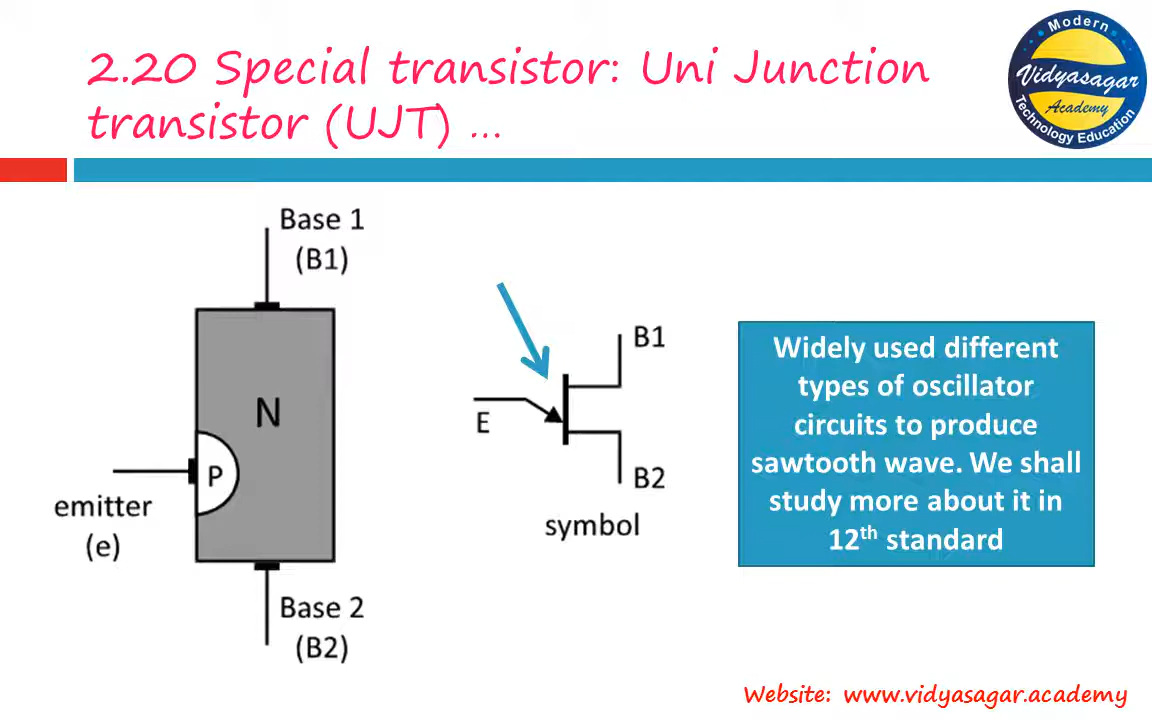 2.20 Special transistor: Uni Junction
transistor (UJT) ...
Modern
Vidyasagar
Academy
Technology Education
Base 1
(B1)
N
P
emitter
(e)
Base 2
(B2)
B1
E
B2
symbol
Widely used different
types of oscillator
circuits to produce
sawtooth wave. We shall
study more about it in
12th standard
Website: www.vidyasagar.academy